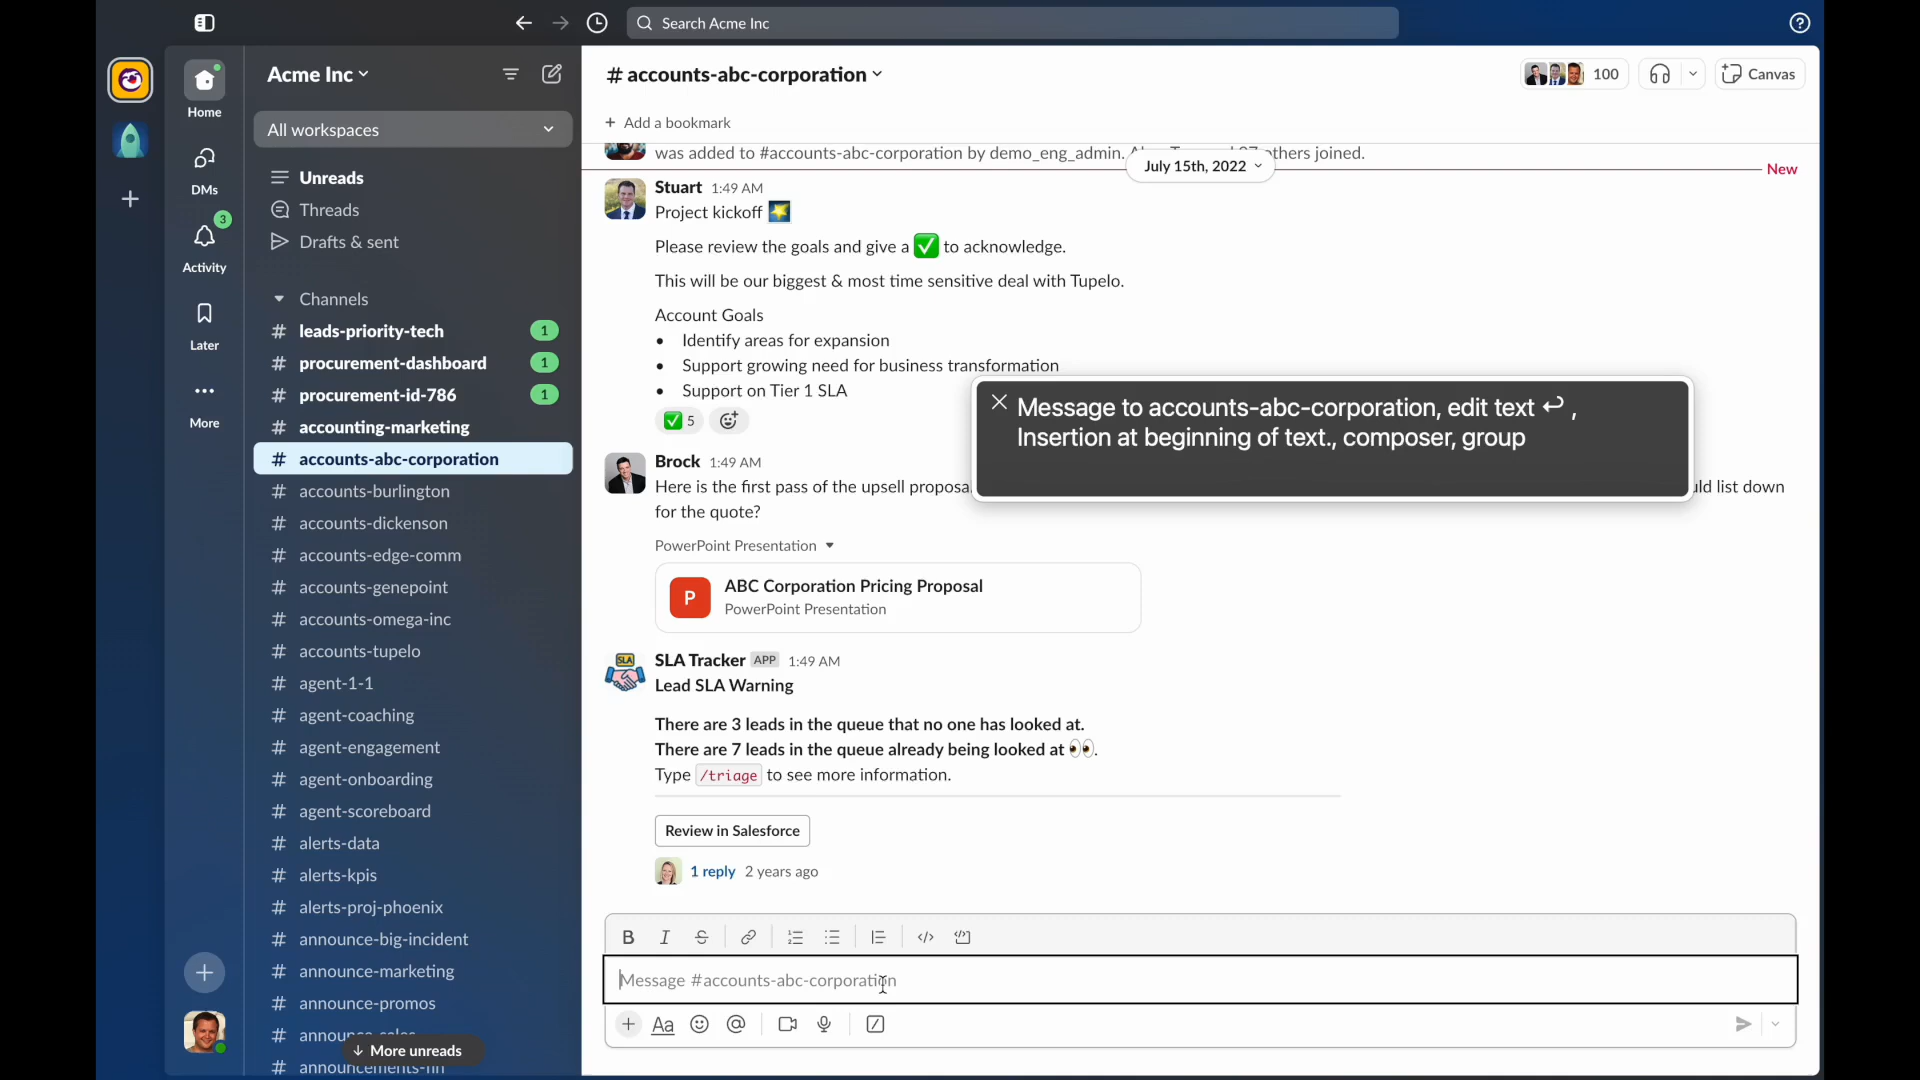 Search Acme Inc
Acme Inc
All workspaces
Home
DMs
3
Activity
Later
More
Unreads
Threads
Drafts & sent
Channels
# leads-priority-tech 1
# procurement-dashboard 1
# procurement-id-786 1
# accounting-marketing
# accounts-abc-corporation
# accounts-burlington
# accounts-dickenson
# accounts-edge-comm
# accounts-genepoint
# accounts-omega-inc
# accounts-tupelo
# agent-1-1
# agent-coaching
# agent-engagement
# agent-onboarding
# agent-scoreboard
# alerts-data
# alerts-kpis
# alerts-proj-phoenix
# announce-big-incident
# announce-marketing
# announce-promos
# announce-sales
↓ More unreads
announcements-fin
# accounts-abc-corporation
100
Canvas
+ Add a bookmark
was added to #accounts-abc-corporation by demo_eng_admin. others joined.
July 15th, 2022
New
Stuart 1:49 AM
Project kickoff
Please review the goals and give a ✅ to acknowledge.
This will be our biggest & most time sensitive deal with Tupelo.
Account Goals
• Identify areas for expansion
• Support growing need for business transformation
• Support on Tier 1 SLA
✅ 5
Message to accounts-abc-corporation, edit text ↩ ,
Insertion at beginning of text., composer, group
Brock 1:49 AM
Here is the first pass of the upsell list down
for the quote?
PowerPoint Presentation
P
ABC Corporation Pricing Proposal
PowerPoint Presentation
SLA
SLA Tracker APP 1:49 AM
Lead SLA Warning
There are 3 leads in the queue that no one has looked at.
There are 7 leads in the queue already being looked at 👀.
Type /triage to see more information.
Review in Salesforce
1 reply 2 years ago
B I S
Message #accounts-abc-corporation
+ Aa